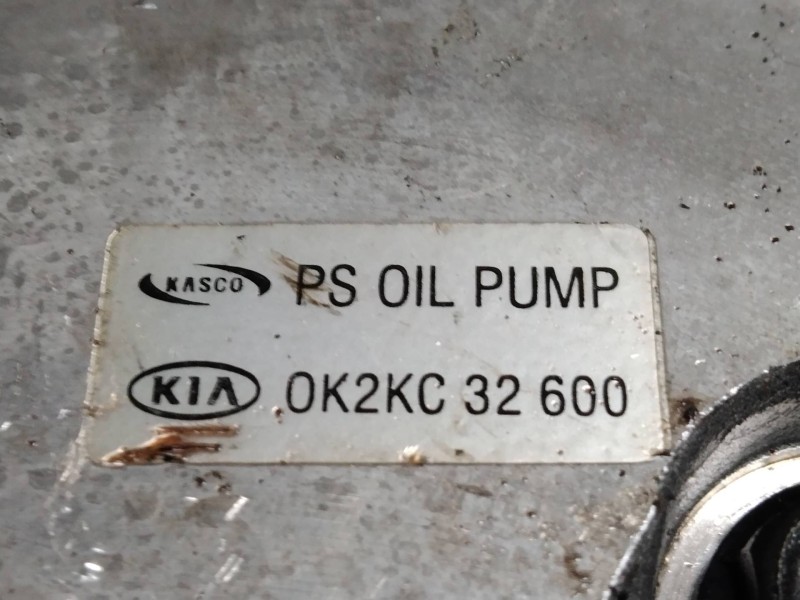 KASCO PS OIL PUMP
KIA 0K2KC 32 600